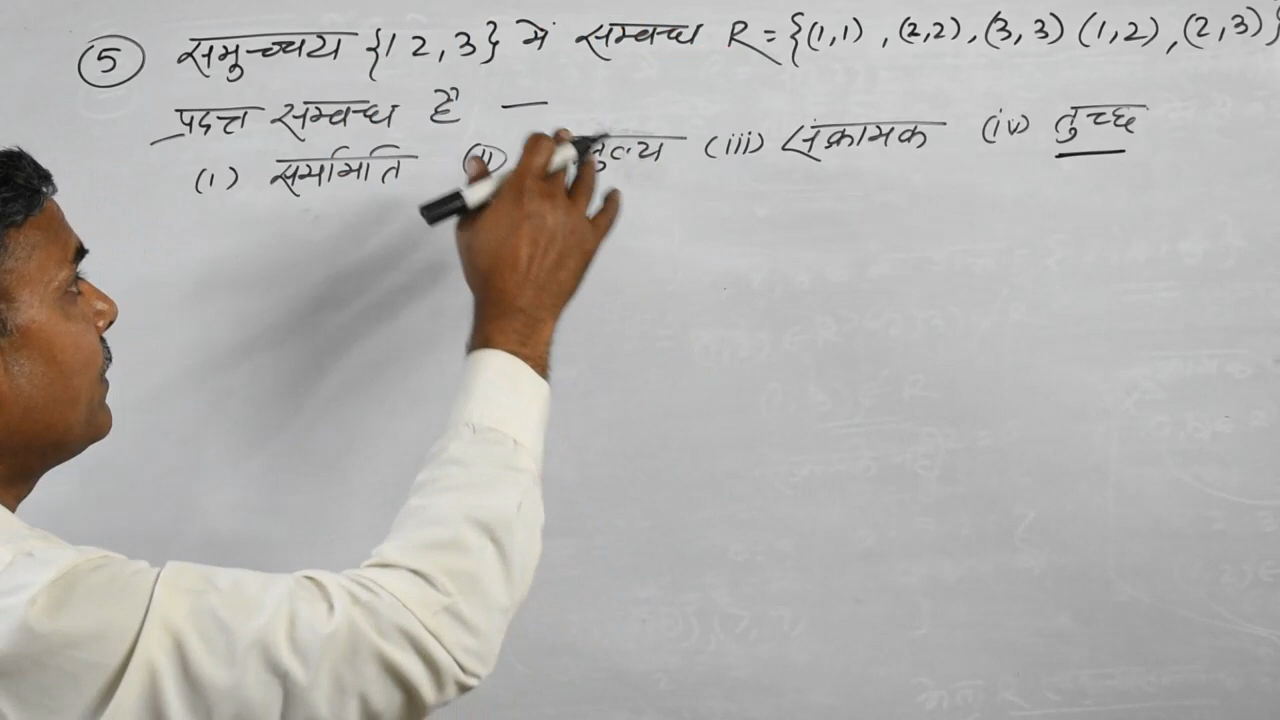 (5) समुच्चय {1 2, 3} में सम्बन्ध R = {(1,1) , (2,2) , (3, 3) (1,2) , (2,3)}
प्रदत्त सम्बन्ध है —
(i) सममिति (ii) (iii) संक्रामक (iv) तुच्छ